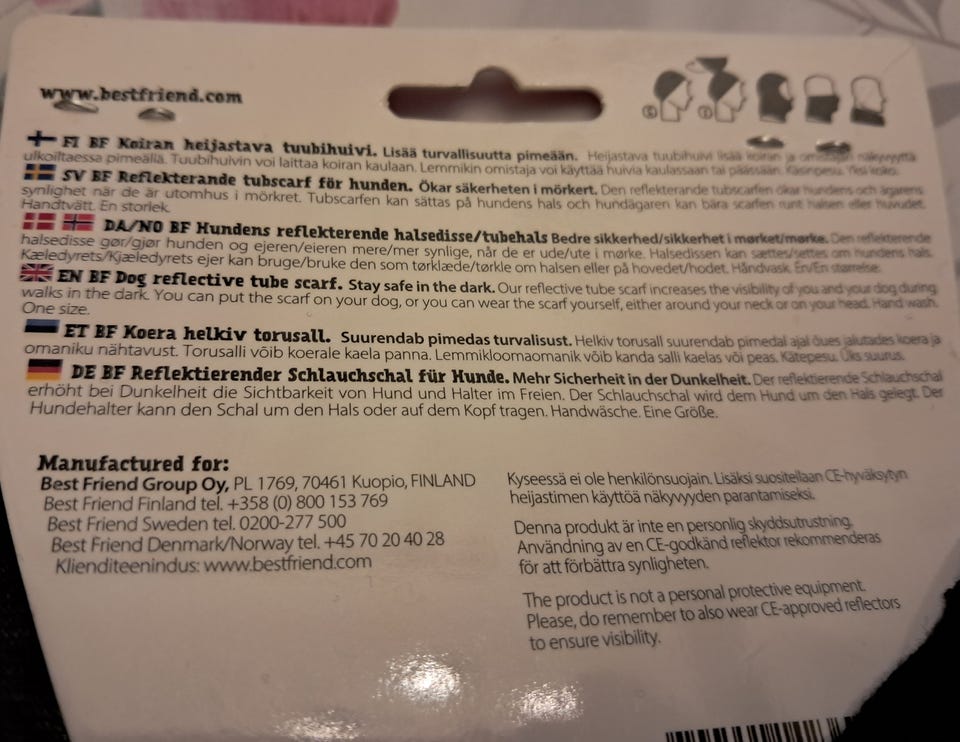 www.bestfriend.com
FI BF Koiran heijastava tuubihuivi. Lisää turvallisuutta pimeään. Heijastava tuubihuivi lisää koiran ja omistajan näkyvyyttä
ulkoiltaessa pimeällä. Tuubihuivin voi laittaa koiran kaulaan. Lemmikin omistaja voi käyttää huivia kaulassaan tai päässään. Käsinpesu. Yksi koko.
SV BF Reflekterande tubscarf för hunden. Ökar säkerheten i mörkert. Den reflekterande tubscarfen ökar hundens och ägarens
synlighet när de är utomhus i mörkret. Tubscarfen kan sättas på hundens hals och hundägaren kan bära scarfen runt halsen eller huvudet.
Handtvätt. En storlek.
DA/NO BF Hundens reflekterende halsedisse/tubehals Bedre sikkerhed/sikkerhet i mørket/mørke. Den reflekterende
halsedisse gør/gjør hunden og ejeren/eieren mere/mer synlige, når de er ude/ute i mørke. Halsedissen kan sættes/settes om hundens hals.
Kæledyrets/Kjæledyrets ejer kan bruge/bruke den som tørklæde/tørkle om halsen eller på hovedet/hodet. Håndvask. En/En størrelse.
EN BF Dog reflective tube scarf. Stay safe in the dark. Our reflective tube scarf increases the visibility of you and your dog during
walks in the dark. You can put the scarf on your dog, or you can wear the scarf yourself, either around your neck or on your head. Hand wash.
One size.
ET BF Koera helkiv torusall. Suurendab pimedas turvalisust. Helkiv torusall suurendab pimedal ajal õues jalutades koera ja
omaniku nähtavust. Torusalli võib koerale kaela panna. Lemmikloomaomanik võib kanda salli kaelas või peas. Kätepesu. Üks suurus.
DE BF Reflektierender Schlauchschal für Hunde. Mehr Sicherheit in der Dunkelheit. Der reflektierende Schlauchschal
erhöht bei Dunkelheit die Sichtbarkeit von Hund und Halter im Freien. Der Schlauchschal wird dem Hund um den Hals gelegt. Der
Hundehalter kann den Schal um den Hals oder auf dem Kopf tragen. Handwäsche. Eine Größe.
Manufactured for:
Best Friend Group Oy, PL 1769, 70461 Kuopio, FINLAND
Best Friend Finland tel. +358 (0) 800 153 769
Best Friend Sweden tel. 0200-277 500
Best Friend Denmark/Norway tel. +45 70 20 40 28
Klienditeenindus: www.bestfriend.com
Kyseessä ei ole henkilönsuojain. Lisäksi suositellaan CE-hyväksytyn
heijastimen käyttöä näkyvyyden parantamiseksi.
Denna produkt är inte en personlig skyddsutrustning.
Användning av en CE-godkänd reflektor rekommenderas
för att förbättra synligheten.
The product is not a personal protective equipment.
Please, do remember to also wear CE-approved reflectors
to ensure visibility.